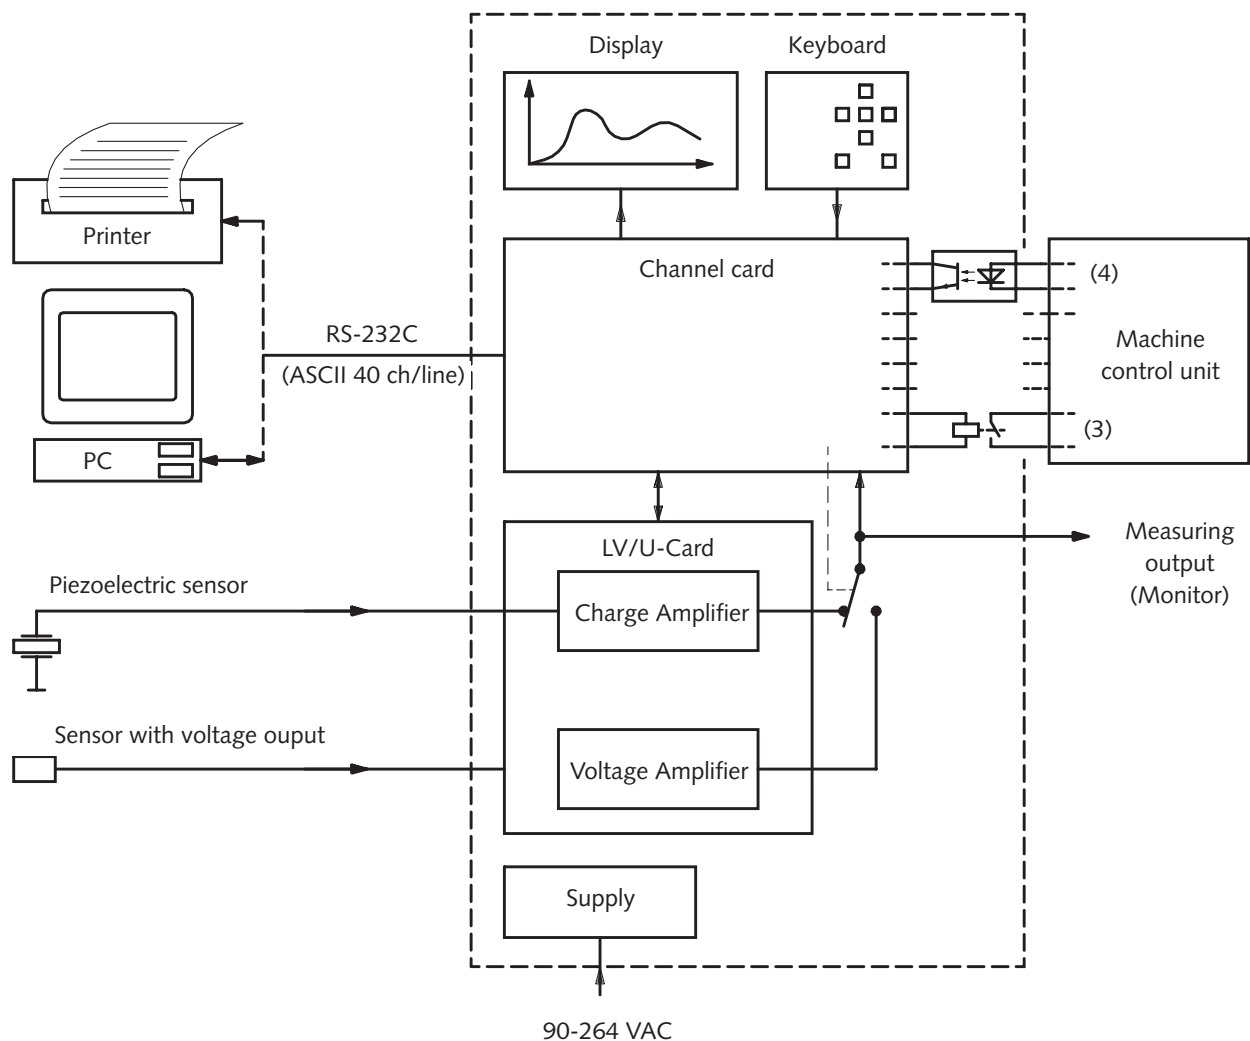 Display
Keyboard
Printer
Channel card
(4)
RS-232C
(ASCII 40 ch/line)
Machine
control unit
(3)
PC
LV/U-Card
Measuring
output
(Monitor)
Piezoelectric sensor
Charge Amplifier
Sensor with voltage ouput
Voltage Amplifier
Supply
90-264 VAC